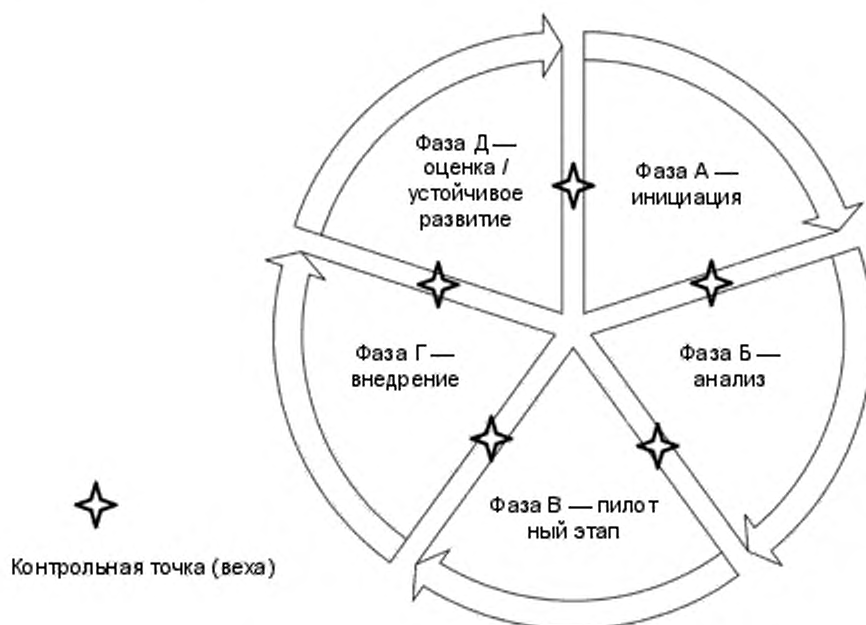 Фаза Д —
оценка /
устойчивое
развитие
Фаза А —
инициация
Фаза Г —
внедрение
Фаза Б —
анализ
Фаза В — пилот
ный этап
Контрольная точка (веха)